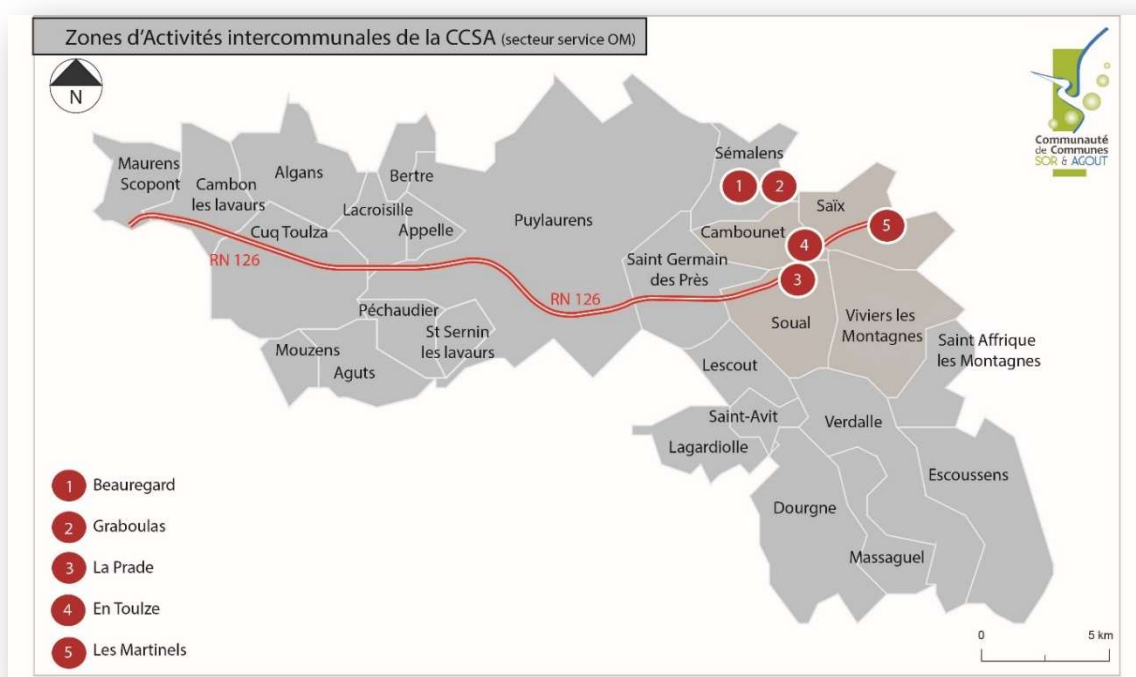 Zones d'Activités intercommunales de la CCSA (secteur service OM)
N
Communauté
de Communes
SOR & AGOUT
Maurens
Scopont
Cambon
les lavaurs
Algans
Bertre
Lacroisille
Appelle
Cuq Toulza
RN 126
Puylaurens
Sémalens
1
2
Saïx
5
Cambounet
4
Saint Germain
des Près
3
RN 126
Péchaudier
St Sernin
les lavaurs
Mouzens
Aguts
Soual
Viviers les
Montagnes
Saint Affrique
les Montagnes
Lescout
Saint-Avit
Lagardiolle
Verdalle
Escoussens
Dourgne
Massaguel
1 Beauregard
2 Graboulas
3 La Prade
4 En Toulze
5 Les Martinels
0 5 km